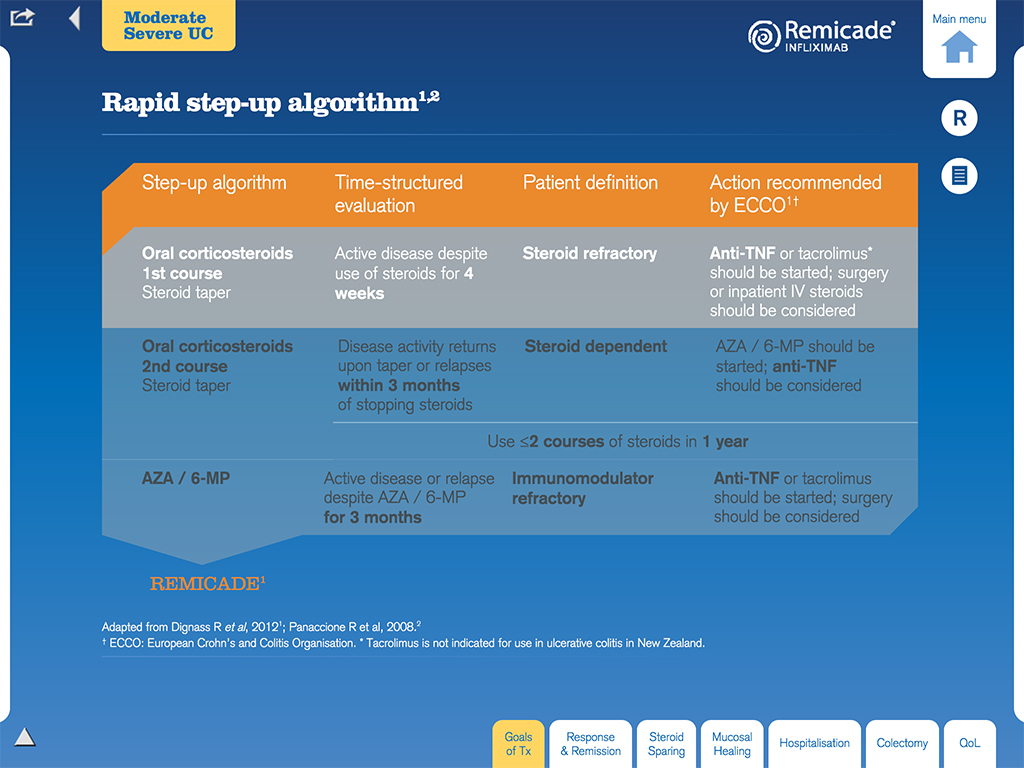 Moderate
Severe UC
Remicade®
INFLIXIMAB
Main menu
Rapid step-up algorithm1,2
R
Step-up algorithm
Time-structured
evaluation
Patient definition
Action recommended
by ECCO1†
Oral corticosteroids
1st course
Steroid taper
Active disease despite
use of steroids for 4
weeks
Steroid refractory
Anti-TNF or tacrolimus*
should be started; surgery
or inpatient IV steroids
should be considered
Oral corticosteroids
2nd course
Steroid taper
Disease activity returns
upon taper or relapses
within 3 months
of stopping steroids
Steroid dependent
AZA / 6-MP should be
started; anti-TNF
should be considered
Use ≤2 courses of steroids in 1 year
AZA / 6-MP
Active disease or relapse
despite AZA / 6-MP
for 3 months
Immunomodulator
refractory
Anti-TNF or tacrolimus
should be started; surgery
should be considered
REMICADE1
Adapted from Dignass R et al, 20121; Panaccione R et al, 2008.2
† ECCO: European Crohn's and Colitis Organisation. * Tacrolimus is not indicated for use in ulcerative colitis in New Zealand.
Goals
of Tx
Response
& Remission
Steroid
Sparing
Mucosal
Healing
Hospitalisation
Colectomy
QoL